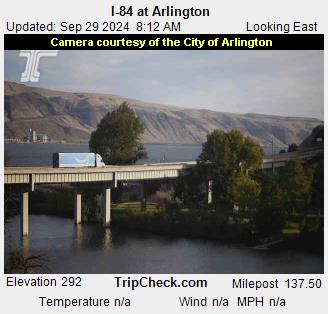 I-84 at Arlington
Updated: Sep 29 2024 8:12 AM Looking East
Camera courtesy of the City of Arlington
Elevation 292 TripCheck.com Milepost 137.50
Temperature n/a Wind n/a MPH n/a